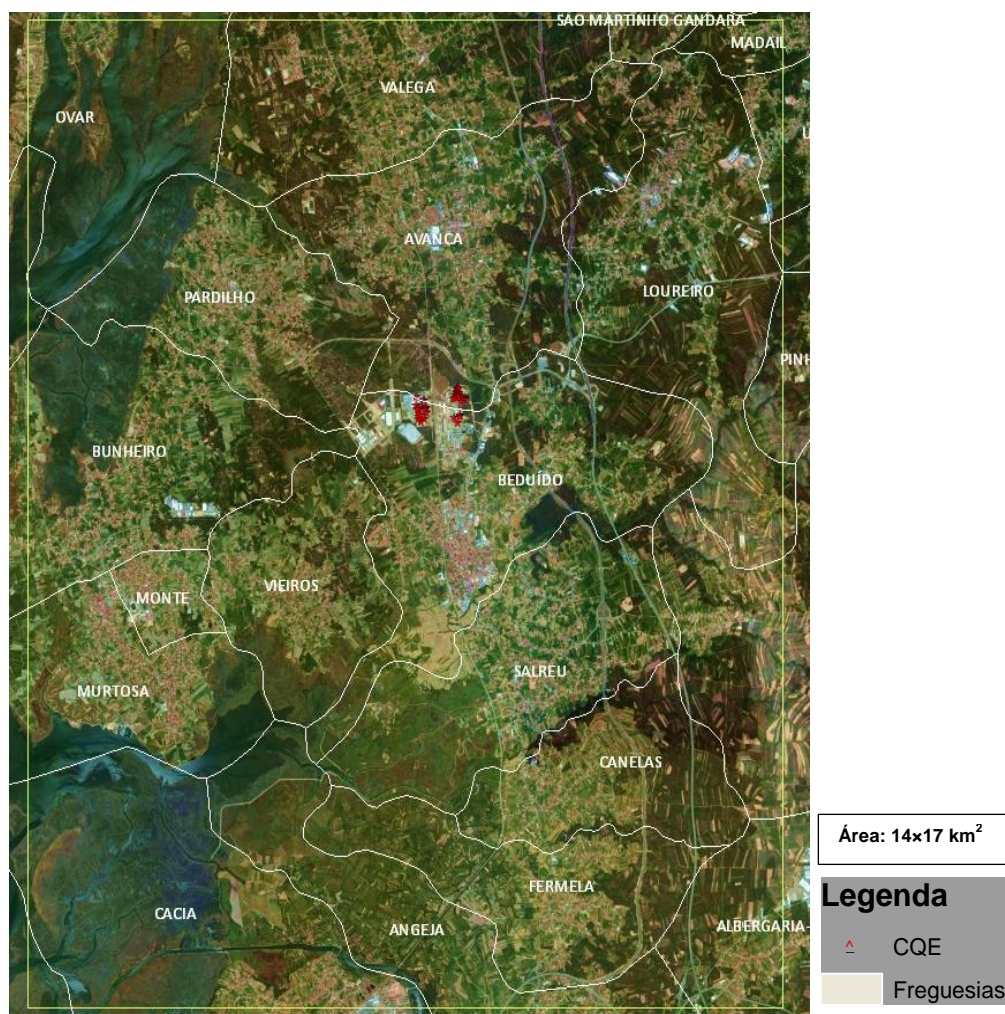 SAO MARTINHO GANDARA
MADAIL
VALEGA
OVAR
U
AVANCA
LOUREIRO
PARDILHO
PINH
BUNHEIRO
BEDUÍDO
VIEIROS
MONTE
SALREU
MURTOSA
CANELAS
FERMELA
CACIA
ANGEJA
ALBERGARIA-
Área: 14×17 km²
Legenda
^ CQE
Freguesias